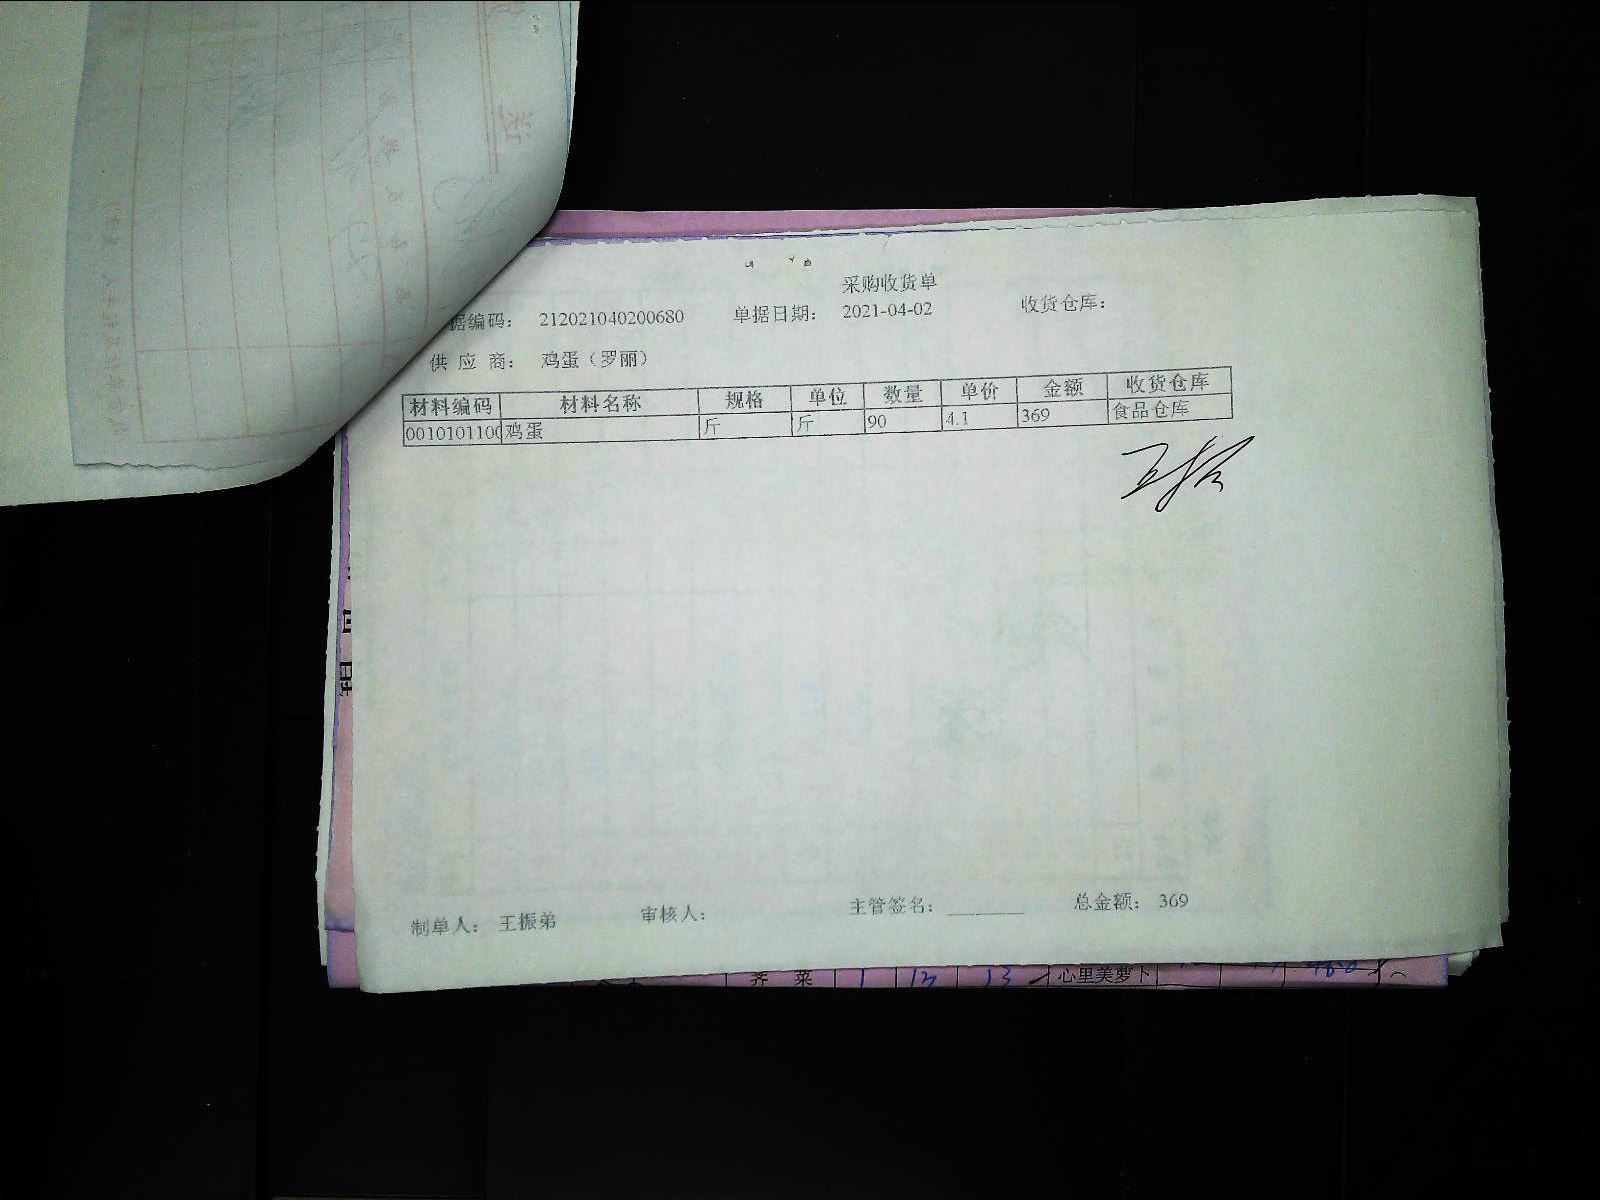 采购收货单
据编码： 212021040200680 单据日期： 2021-04-02 收货仓库：
供 应 商： 鸡蛋（罗丽）
材料编码 材料名称 规格 单位 数量 单价 金额 收货仓库
0010101100 鸡蛋 斤 斤 90 4.1 369 食品仓库
制单人： 王振弟 审核人： 主管签名： ________ 总金额： 369
荠 菜 1 13 13 心里美萝卜